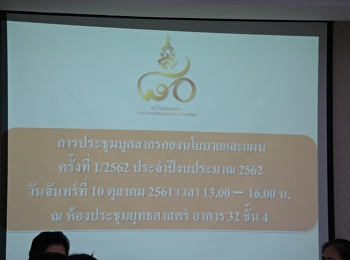 การประชุมบุคลากรกองนโยบายและแผน
ครั้งที่ 1/2562 ประจำปีงบประมาณ 2562
วันจันทร์ที่ 10 ตุลาคม 2561 เวลา 13.00 – 16.00 น.
ณ ห้องประชุมยุทธศาสตร์ อาคาร 32 ชั้น 4